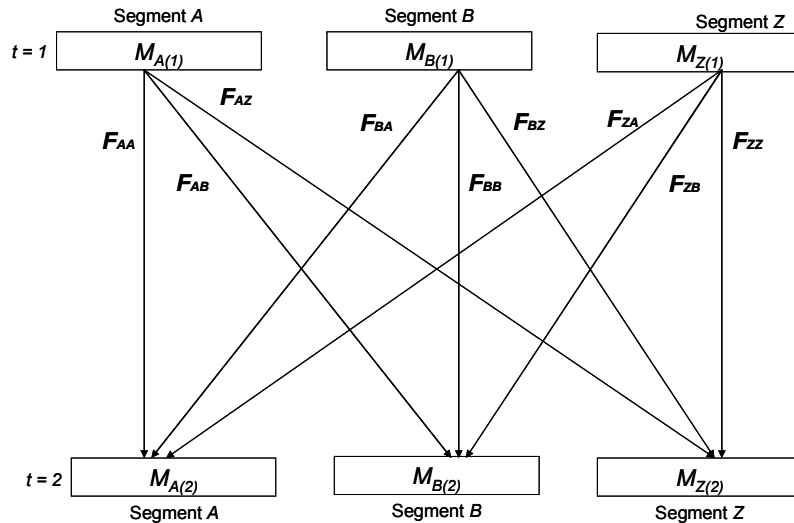 Segment A
Segment B
Segment Z
t = 1
M_A(1)
M_B(1)
M_Z(1)
F_AZ
F_AA
F_BA
F_BZ
F_ZA
F_ZZ
F_AB
F_BB
F_ZB
t = 2
M_A(2)
M_B(2)
M_Z(2)
Segment A
Segment B
Segment Z